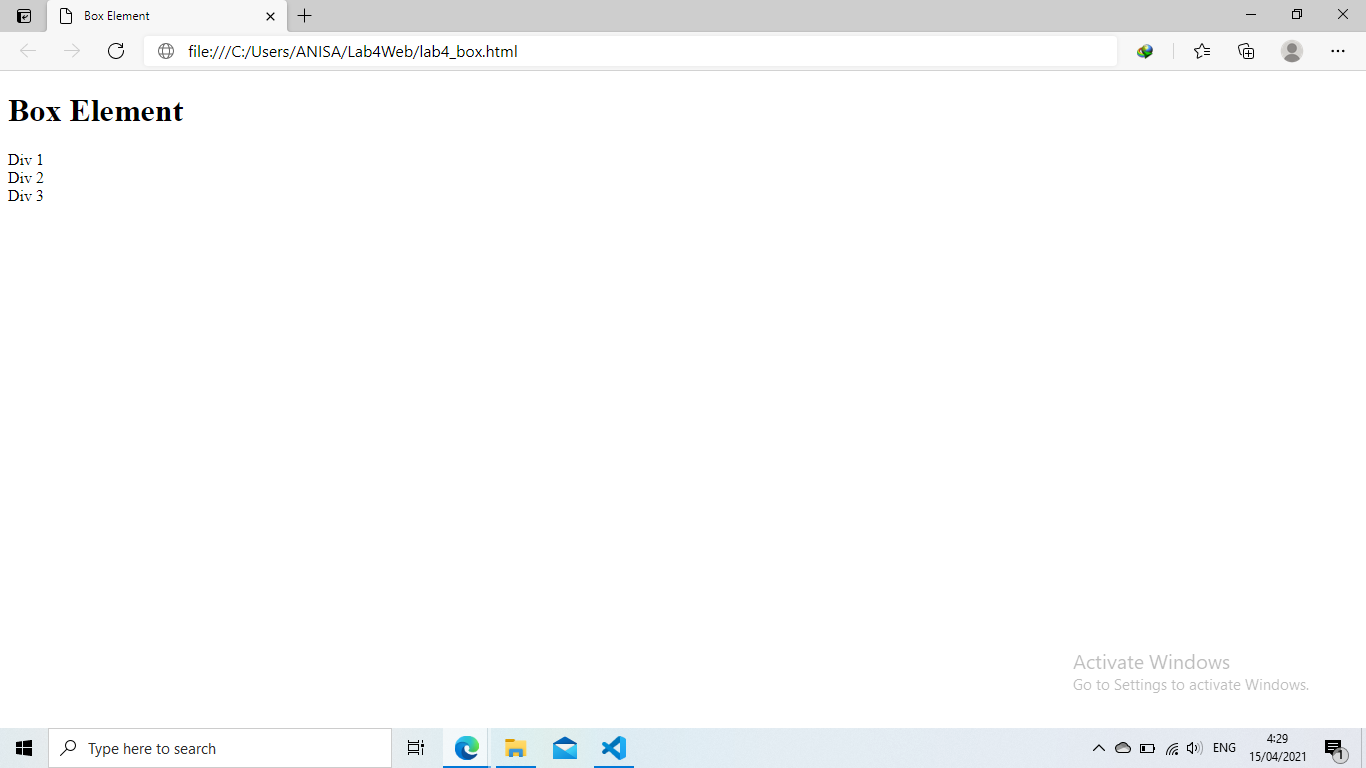 Box Element
file:///C:/Users/ANISA/Lab4Web/lab4_box.html
Box Element
Div 1
Div 2
Div 3
Activate Windows
Go to Settings to activate Windows.
Type here to search
ENG
4:29
15/04/2021
1